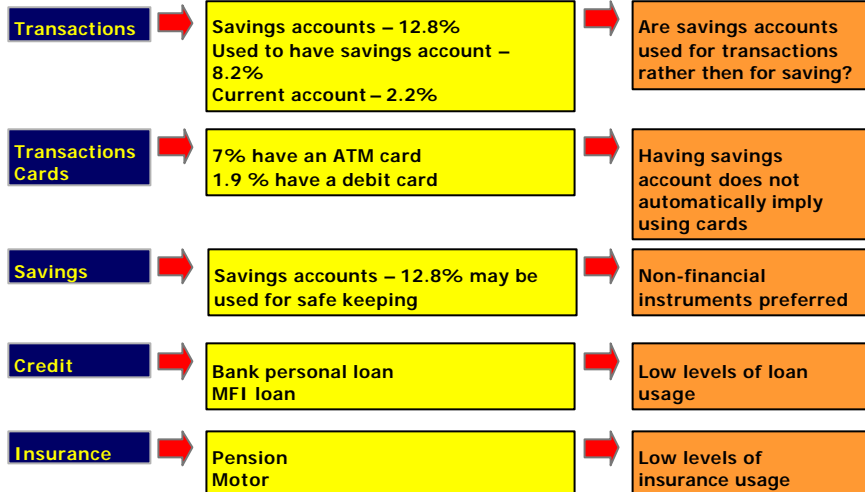 Transactions
Savings accounts – 12.8%
Used to have savings account –
8.2%
Current account – 2.2%
Are savings accounts
used for transactions
rather then for saving?
Transactions
Cards
7% have an ATM card
1.9 % have a debit card
Having savings
account does not
automatically imply
using cards
Savings
Savings accounts – 12.8% may be
used for safe keeping
Non-financial
instruments preferred
Credit
Bank personal loan
MFI loan
Low levels of loan
usage
Insurance
Pension
Motor
Low levels of
insurance usage